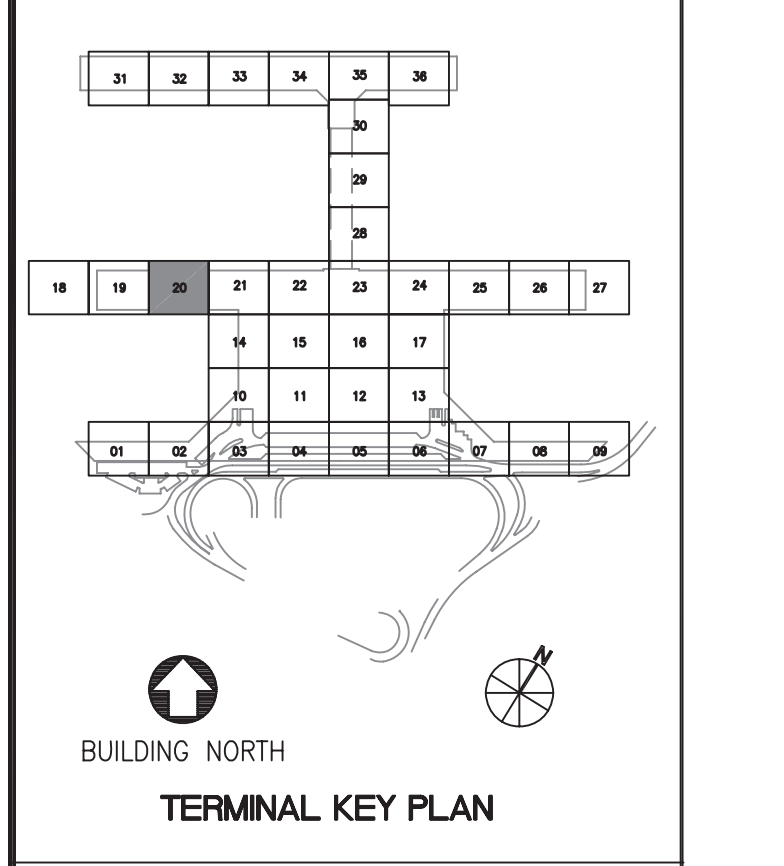 31 32 33 34 35 36
30
29
28
18 19 20 21 22 23 24 25 26 27
14 15 16 17
10 11 12 13
01 02 03 04 05 06 07 08 09
N
BUILDING NORTH
TERMINAL KEY PLAN